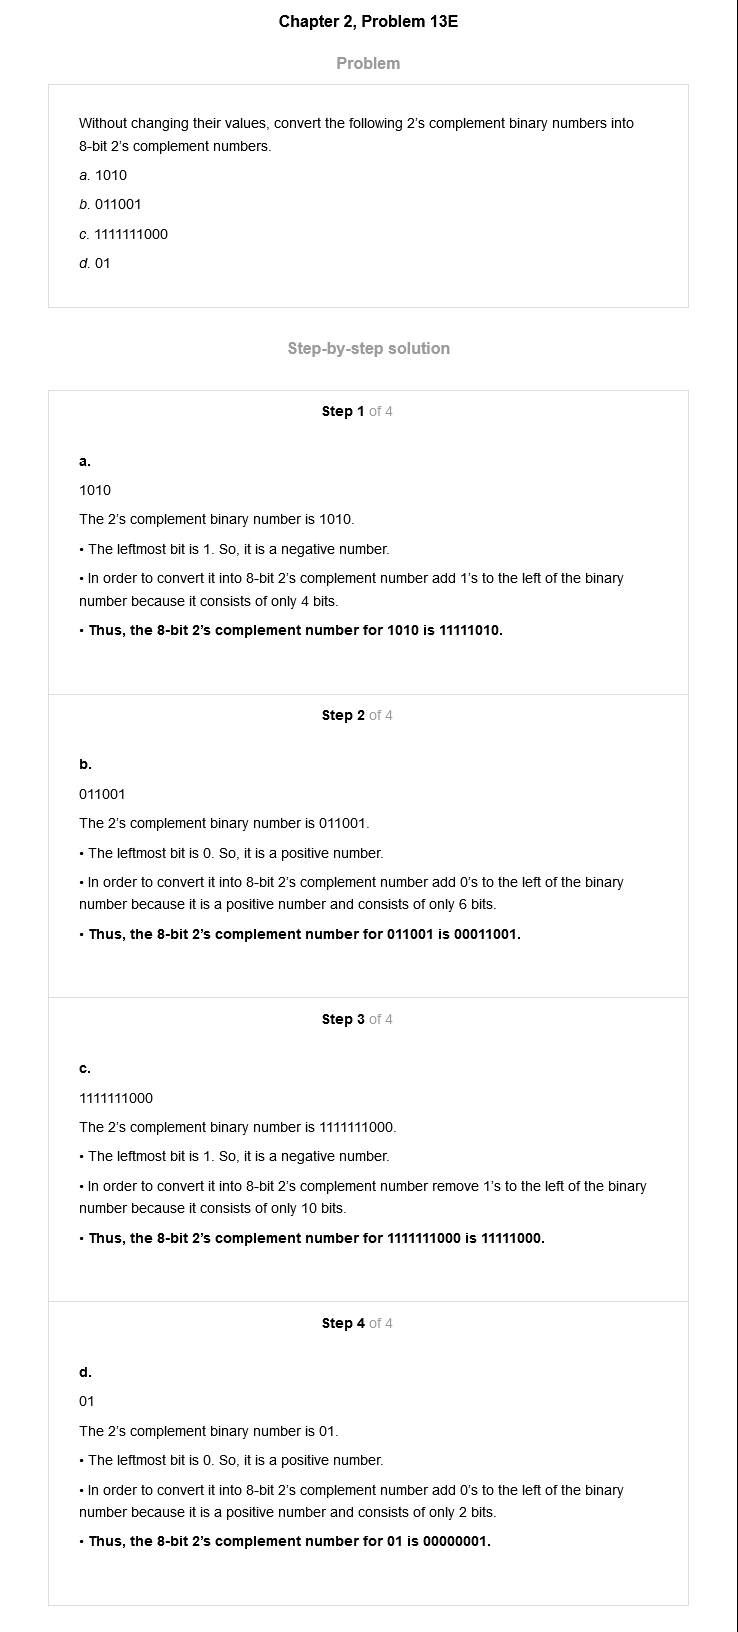 Chapter 2, Problem 13E
Problem
Without changing their values, convert the following 2’s complement binary numbers into
8-bit 2’s complement numbers.
a. 1010
b. 011001
c. 1111111000
d. 01
Step-by-step solution
Step 1 of 4
a.
1010
The 2’s complement binary number is 1010.
• The leftmost bit is 1. So, it is a negative number.
• In order to convert it into 8-bit 2’s complement number add 1’s to the left of the binary
number because it consists of only 4 bits.
• Thus, the 8-bit 2’s complement number for 1010 is 11111010.
Step 2 of 4
b.
011001
The 2’s complement binary number is 011001.
• The leftmost bit is 0. So, it is a positive number.
• In order to convert it into 8-bit 2’s complement number add 0’s to the left of the binary
number because it is a positive number and consists of only 6 bits.
• Thus, the 8-bit 2’s complement number for 011001 is 00011001.
Step 3 of 4
c.
1111111000
The 2’s complement binary number is 1111111000.
• The leftmost bit is 1. So, it is a negative number.
• In order to convert it into 8-bit 2’s complement number remove 1’s to the left of the binary
number because it consists of only 10 bits.
• Thus, the 8-bit 2’s complement number for 1111111000 is 11111000.
Step 4 of 4
d.
01
The 2’s complement binary number is 01.
• The leftmost bit is 0. So, it is a positive number.
• In order to convert it into 8-bit 2’s complement number add 0’s to the left of the binary
number because it is a positive number and consists of only 2 bits.
• Thus, the 8-bit 2’s complement number for 01 is 00000001.